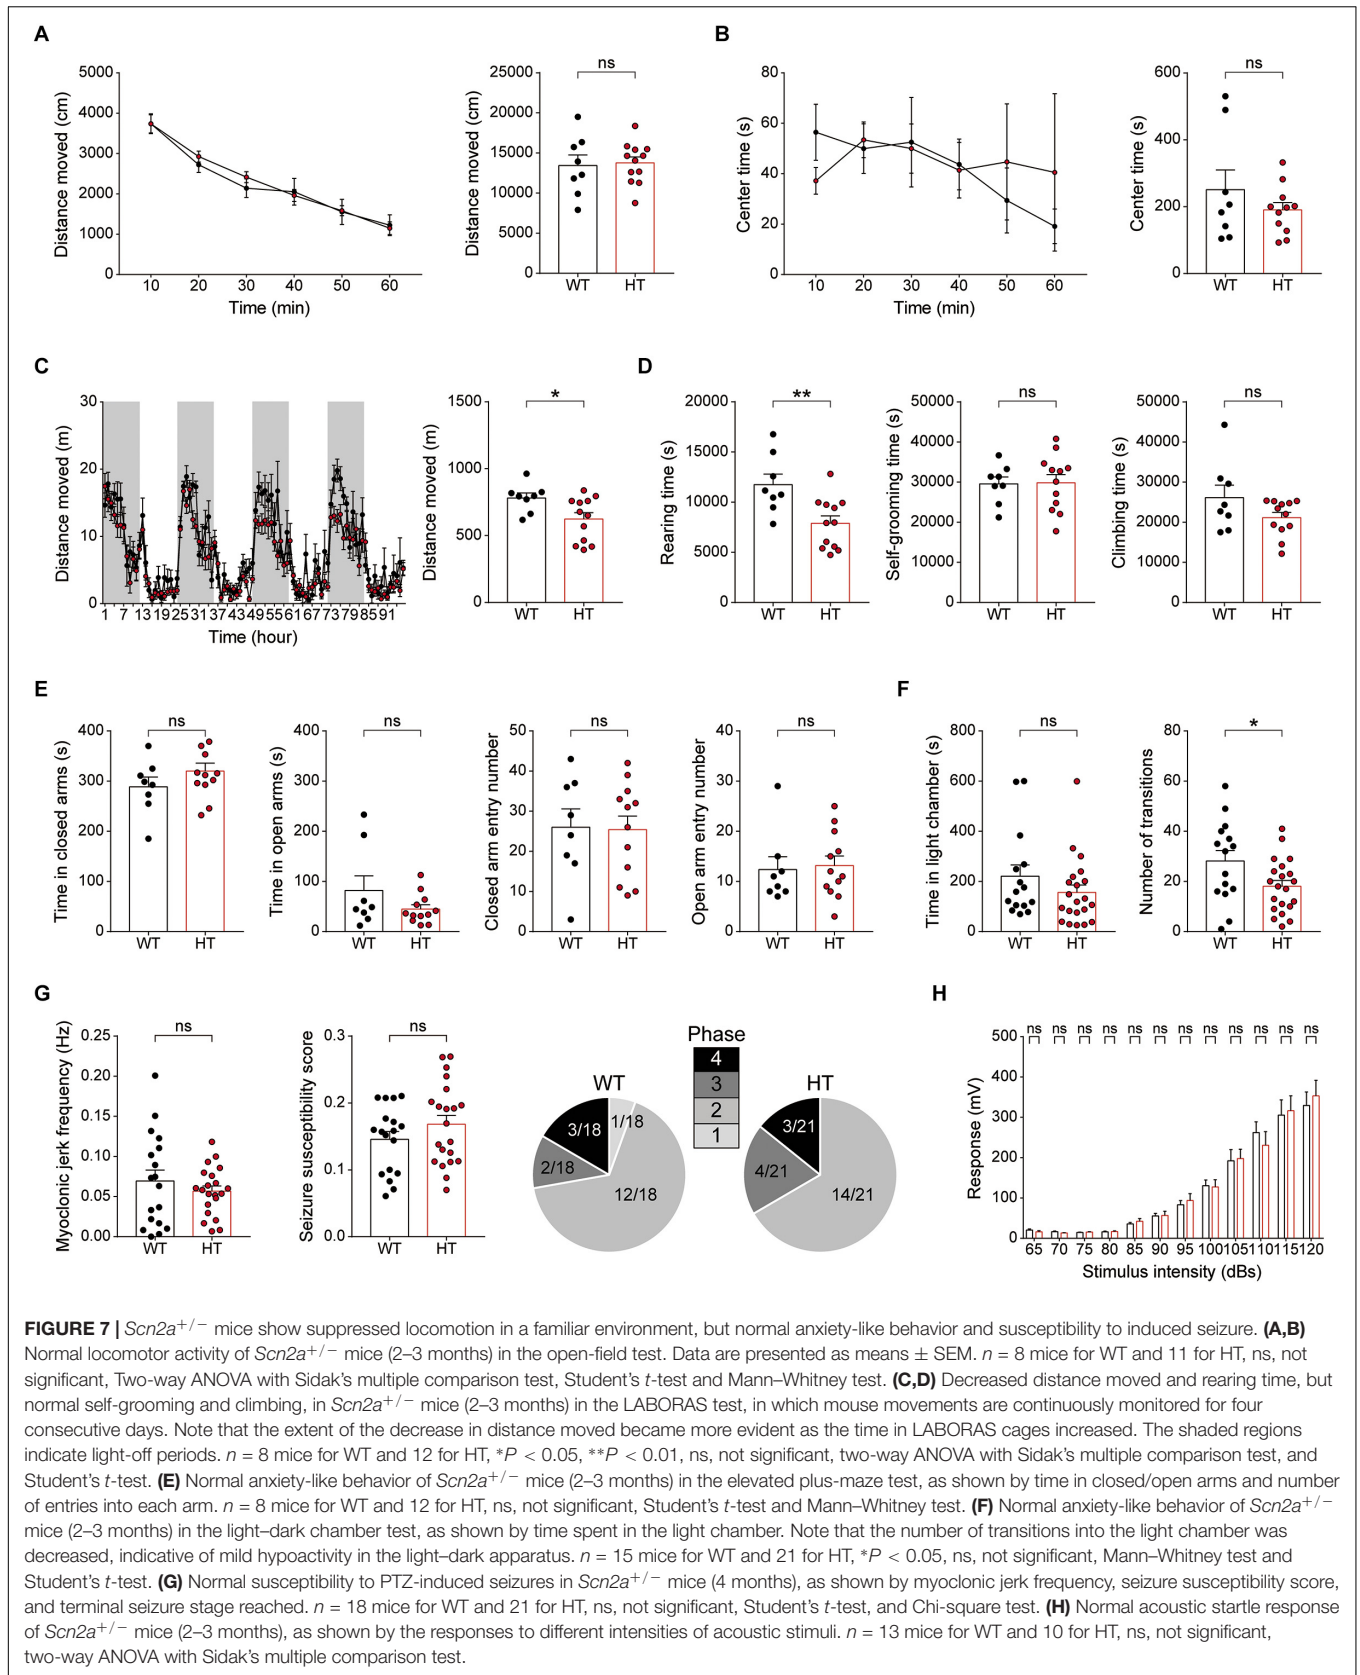 A
5000
4000
3000
2000
1000
0
Distance moved (cm)
10 20 30 40 50 60
Time (min)
25000
20000
15000
10000
5000
0
Distance moved (cm)
ns
WT HT
B
80
60
40
20
0
Center time (s)
10 20 30 40 50 60
Time (min)
600
400
200
0
Center time (s)
ns
WT HT
C
30
20
10
0
Distance moved (m)
1 7 13 19 25 31 37 43 49 55 61 67 73 79 85 91
Time (hour)
1500
1000
500
0
Distance moved (m)
*
WT HT
D
20000
15000
10000
5000
0
Rearing time (s)
**
WT HT
50000
40000
30000
20000
10000
0
Self-grooming time (s)
ns
WT HT
50000
40000
30000
20000
10000
0
Climbing time (s)
ns
WT HT
E
400
300
200
100
0
Time in closed arms (s)
ns
WT HT
400
300
200
100
0
Time in open arms (s)
ns
WT HT
50
40
30
20
10
0
Closed arm entry number
ns
WT HT
40
30
20
10
0
Open arm entry number
ns
WT HT
F
800
600
400
200
0
Time in light chamber (s)
ns
WT HT
80
60
40
20
0
Number of transitions
*
WT HT
G
0.25
0.20
0.15
0.10
0.05
0.00
Myoclonic jerk frequency (Hz)
ns
WT HT
0.3
0.2
0.1
0.0
Seizure susceptibility score
ns
WT HT
Phase
4
3
2
1
WT
3/18
1/18
2/18
12/18
HT
3/21
4/21
14/21
H
500
400
300
200
100
0
Response (mV)
ns ns ns ns ns ns ns ns ns ns ns ns
65 70 75 80 85 90 95 100 105 110 115 120
Stimulus intensity (dBs)
FIGURE 7 | Scn2a+/− mice show suppressed locomotion in a familiar environment, but normal anxiety-like behavior and susceptibility to induced seizure. (A,B)
Normal locomotor activity of Scn2a+/− mice (2–3 months) in the open-field test. Data are presented as means ± SEM. n = 8 mice for WT and 11 for HT, ns, not
significant, Two-way ANOVA with Sidak's multiple comparison test, Student's t-test and Mann–Whitney test. (C,D) Decreased distance moved and rearing time, but
normal self-grooming and climbing, in Scn2a+/− mice (2–3 months) in the LABORAS test, in which mouse movements are continuously monitored for four
consecutive days. Note that the extent of the decrease in distance moved became more evident as the time in LABORAS cages increased. The shaded regions
indicate light-off periods. n = 8 mice for WT and 12 for HT, *P < 0.05, **P < 0.01, ns, not significant, two-way ANOVA with Sidak's multiple comparison test, and
Student's t-test. (E) Normal anxiety-like behavior of Scn2a+/− mice (2–3 months) in the elevated plus-maze test, as shown by time in closed/open arms and number
of entries into each arm. n = 8 mice for WT and 12 for HT, ns, not significant, Student's t-test and Mann–Whitney test. (F) Normal anxiety-like behavior of Scn2a+/−
mice (2–3 months) in the light–dark chamber test, as shown by time spent in the light chamber. Note that the number of transitions into the light chamber was
decreased, indicative of mild hypoactivity in the light–dark apparatus. n = 15 mice for WT and 21 for HT, *P < 0.05, ns, not significant, Mann–Whitney test and
Student's t-test. (G) Normal susceptibility to PTZ-induced seizures in Scn2a+/− mice (4 months), as shown by myoclonic jerk frequency, seizure susceptibility score,
and terminal seizure stage reached. n = 18 mice for WT and 21 for HT, ns, not significant, Student's t-test, and Chi-square test. (H) Normal acoustic startle response
of Scn2a+/− mice (2–3 months), as shown by the responses to different intensities of acoustic stimuli. n = 13 mice for WT and 10 for HT, ns, not significant,
two-way ANOVA with Sidak's multiple comparison test.